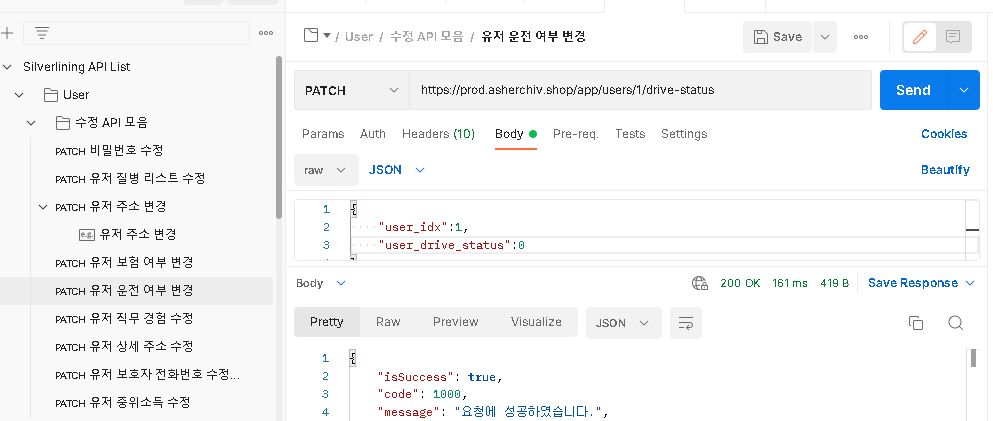 / User / 수정 API 모음 / 유저 운전 여부 변경
Save
Silverlining API List
User
수정 API 모음
PATCH 비밀번호 수정
PATCH 유저 질병 리스트 수정
PATCH 유저 주소 변경
e.g. 유저 주소 변경
PATCH 유저 보험 여부 변경
PATCH 유저 운전 여부 변경
PATCH 유저 직무 경험 수정
PATCH 유저 상세 주소 수정
PATCH 유저 보호자 전화번호 수정...
PATCH 유저 중위소득 수정
PATCH https://prod.asherchiv.shop/app/users/1/drive-status Send
Params Auth Headers (10) Body Pre-req. Tests Settings Cookies
raw JSON Beautify
1 {
2 "user_idx":1,
3 "user_drive_status":0
Body 200 OK 161 ms 419 B Save Response
Pretty Raw Preview Visualize JSON
1 {
2 "isSuccess": true,
3 "code": 1000,
4 "message": "요청에 성공하였습니다.",